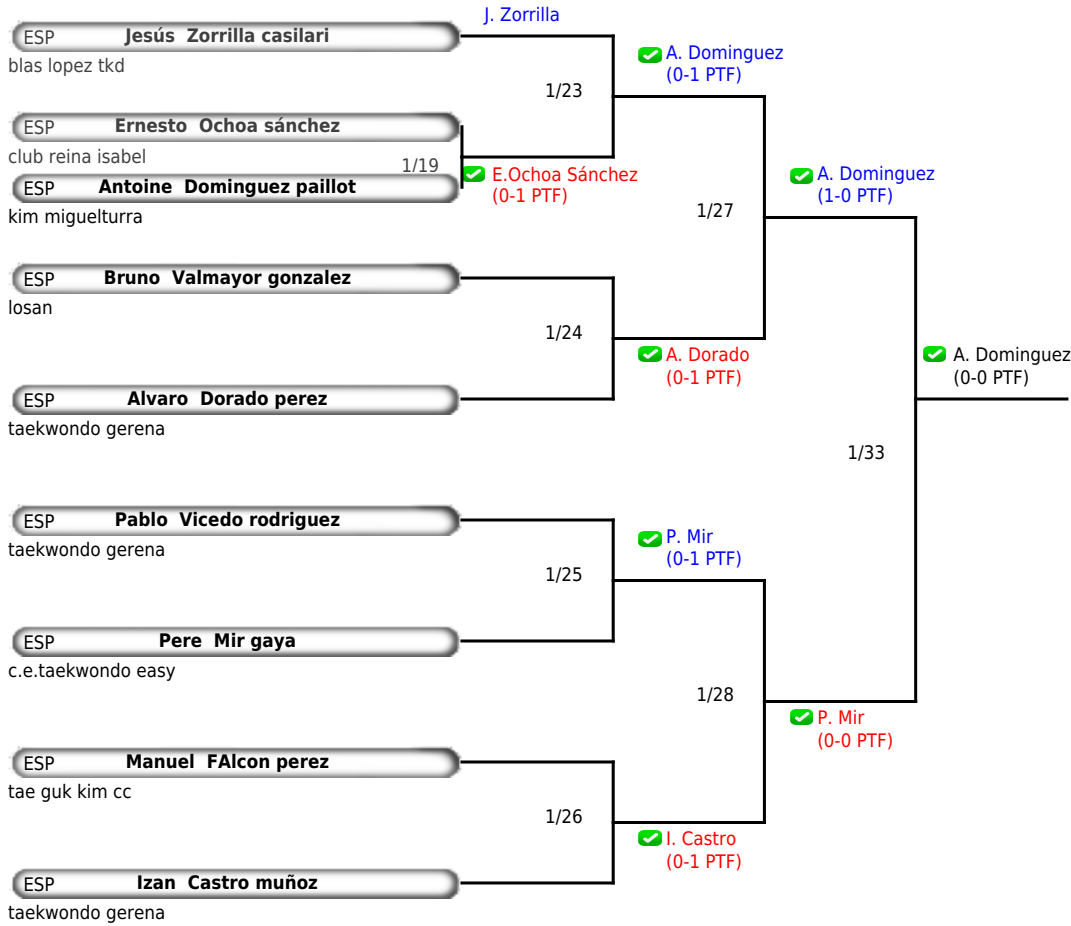 J. Zorrilla
ESP Jesús Zorrilla casilari
blas lopez tkd
A. Dominguez
(0-1 PTF)
1/23
ESP Ernesto Ochoa sánchez
club reina isabel
1/19
E.Ochoa Sánchez
(0-1 PTF)
ESP Antoine Dominguez paillot
kim miguelturra
A. Dominguez
(1-0 PTF)
1/27
ESP Bruno Valmayor gonzalez
losan
1/24
A. Dorado
(0-1 PTF)
A. Dominguez
(0-0 PTF)
ESP Alvaro Dorado perez
taekwondo gerena
1/33
ESP Pablo Vicedo rodriguez
taekwondo gerena
P. Mir
(0-1 PTF)
1/25
ESP Pere Mir gaya
c.e.taekwondo easy
1/28
P. Mir
(0-0 PTF)
ESP Manuel FAlcon perez
tae guk kim cc
1/26
I. Castro
(0-1 PTF)
ESP Izan Castro muñoz
taekwondo gerena